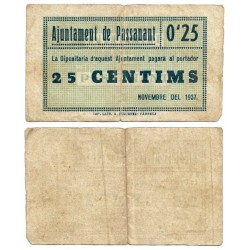 Ajuntament de Passanant 0'25
La Dipositaria d'aquest Ajuntament pagarà al portador
25 CENTIMS
NOVEMBRE DEL 1937.